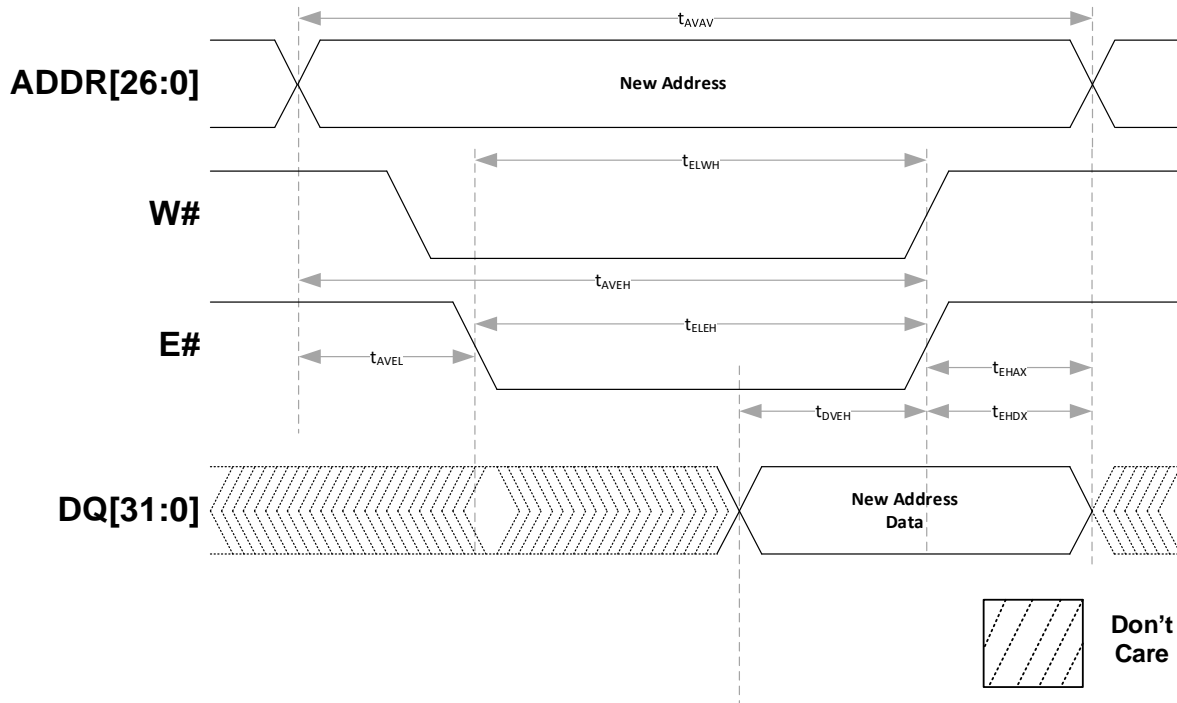 tAVAV
ADDR[26:0]
New Address
tELWH
W#
tAVEH
tELEH
E#
tAVEL
tEHAX
tDVEH
tEHDX
DQ[31:0]
New Address
Data
Don't
Care